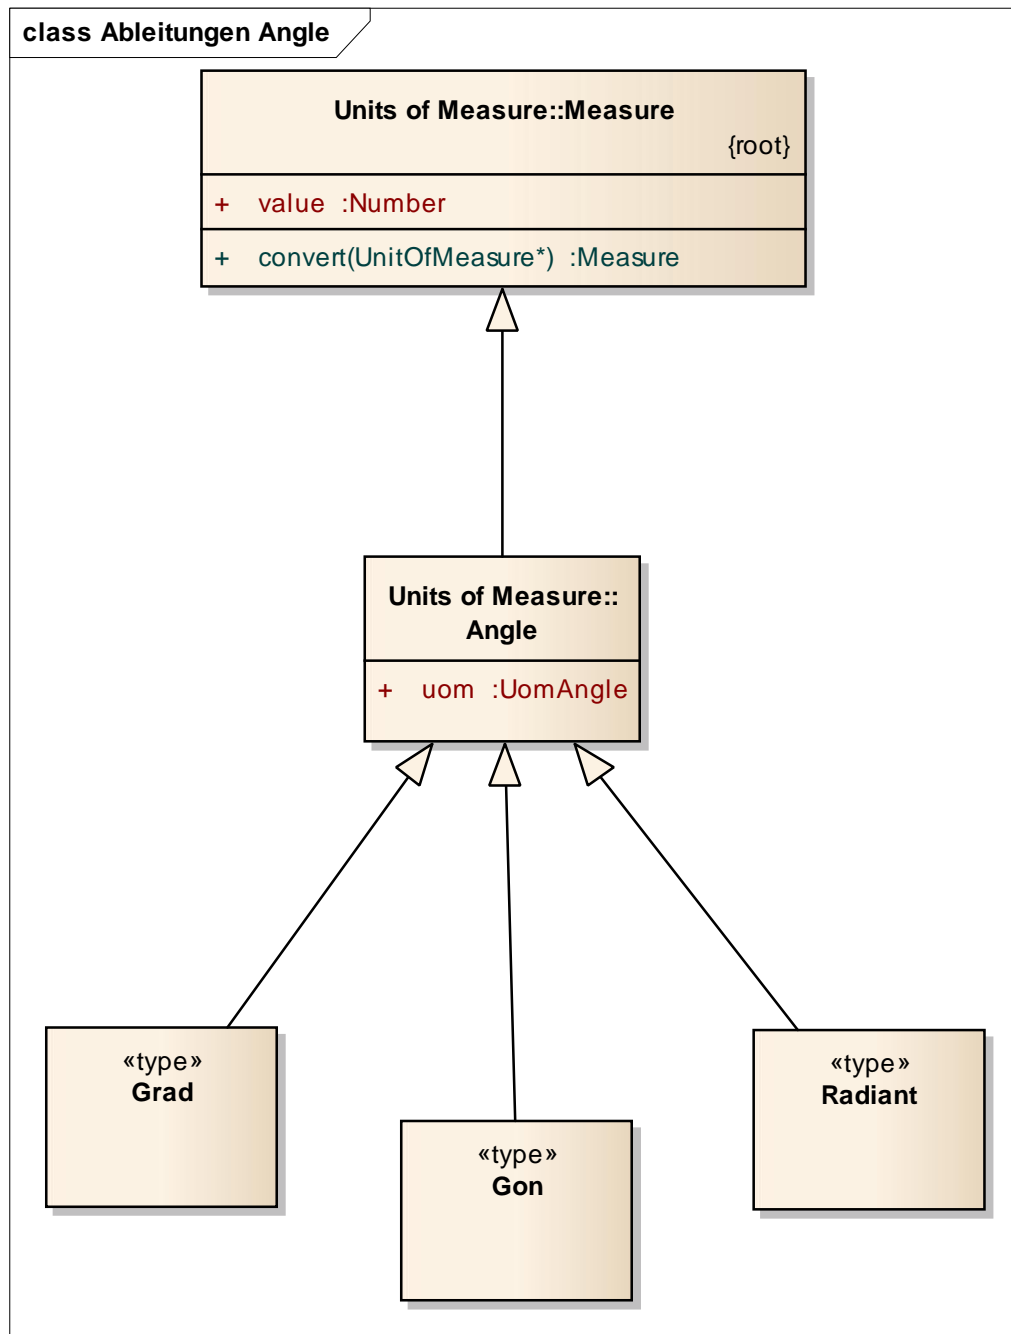 class Ableitungen Angle
Units of Measure::Measure
{root}
+ value :Number
+ convert(UnitOfMeasure*) :Measure
Units of Measure::
Angle
+ uom :UomAngle
«type»
Grad
«type»
Gon
«type»
Radiant